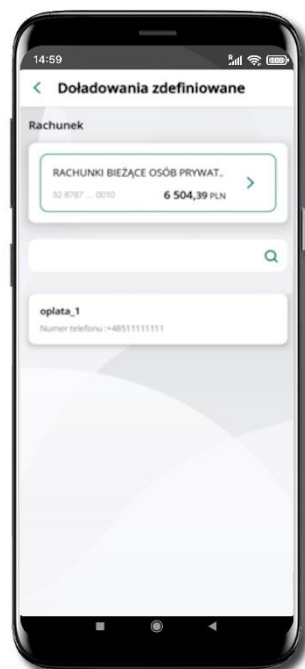 14:59
Doładowania zdefiniowane
Rachunek
RACHUNKI BIEŻĄCE OSÓB PRYWAT..
52 8787 ... 0010 6 504,39 PLN
oplata_1
Numer telefonu :+48511111111